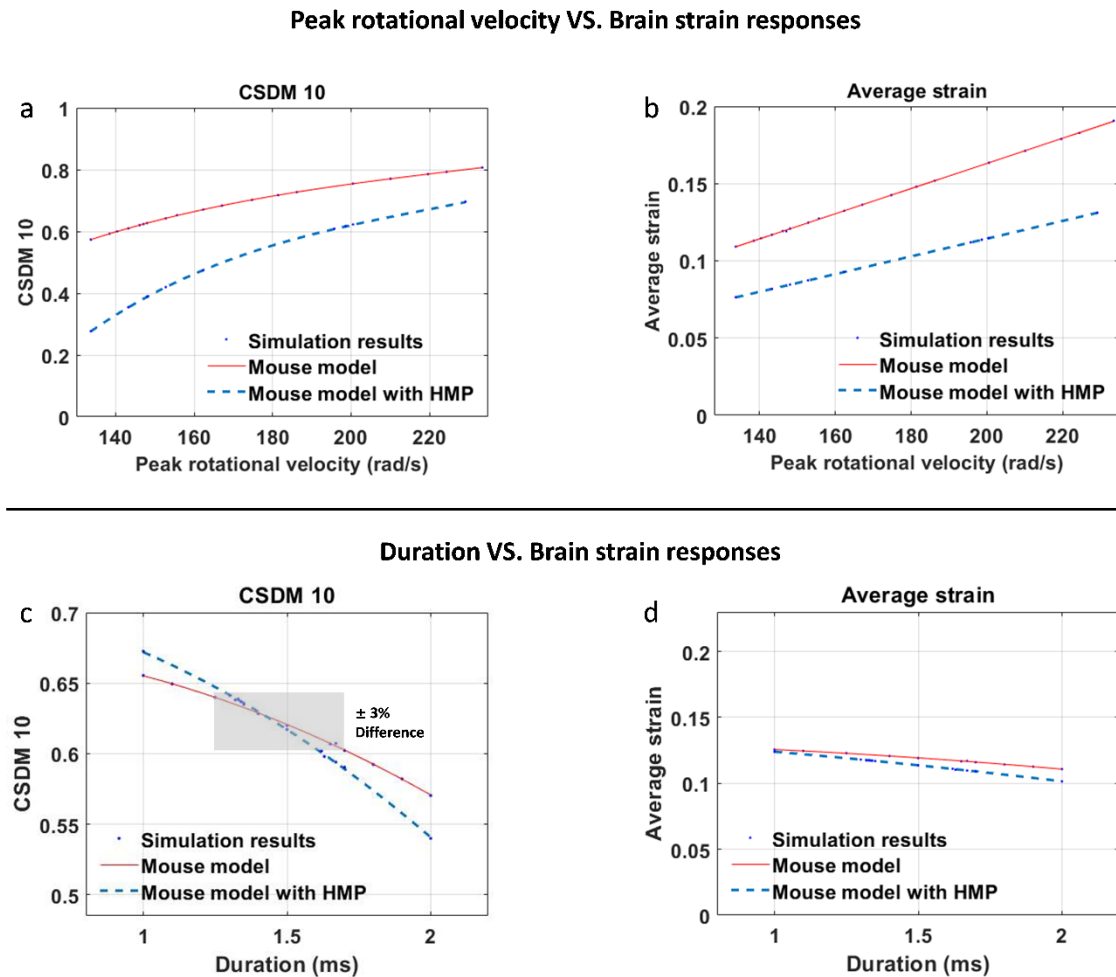 Peak rotational velocity VS. Brain strain responses
a
CSDM 10
1
0.8
0.6
0.4
0.2
0
CSDM 10
140 160 180 200 220
Peak rotational velocity (rad/s)
Simulation results
Mouse model
Mouse model with HMP
b
Average strain
0.2
0.15
0.1
0.05
0
Average strain
140 160 180 200 220
Peak rotational velocity (rad/s)
Simulation results
Mouse model
Mouse model with HMP
Duration VS. Brain strain responses
c
CSDM 10
0.7
0.65
0.6
0.55
0.5
CSDM 10
± 3%
Difference
Simulation results
Mouse model
Mouse model with HMP
1 1.5 2
Duration (ms)
d
Average strain
0.2
0.15
0.1
0.05
0
Average strain
Simulation results
Mouse model
Mouse model with HMP
1 1.5 2
Duration (ms)